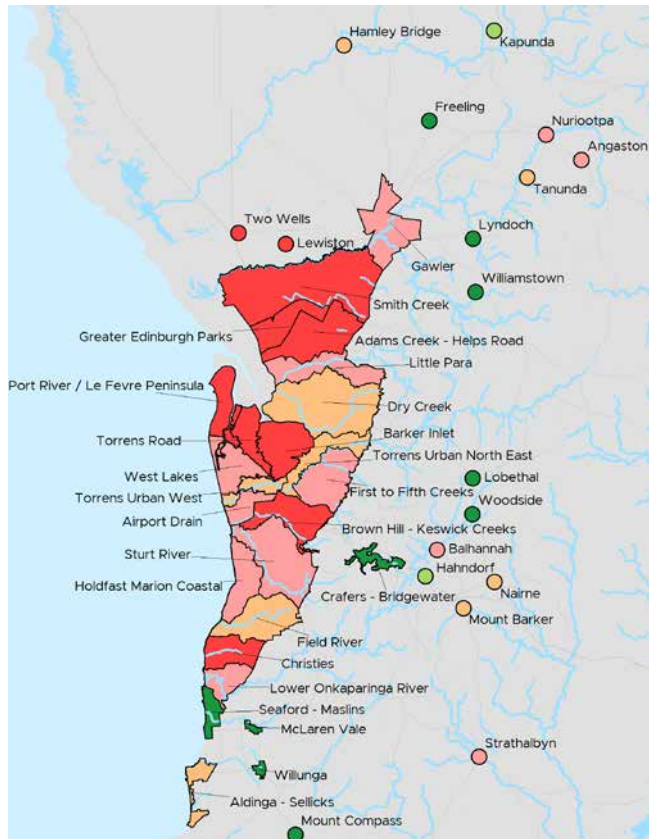 Hamley Bridge
Kapunda
Freeling
Nuriootpa
Angaston
Tanunda
Two Wells
Lewiston
Lyndoch
Gawler
Williamstown
Smith Creek
Greater Edinburgh Parks
Adams Creek - Helps Road
Little Para
Port River / Le Fevre Peninsula
Dry Creek
Torrens Road
Barker Inlet
Torrens Urban North East
West Lakes
Lobethal
First to Fifth Creeks
Torrens Urban West
Woodside
Airport Drain
Brown Hill - Keswick Creeks
Sturt River
Balhannah
Hahndorf
Holdfast Marion Coastal
Crafers - Bridgewater
Nairne
Mount Barker
Field River
Christies
Lower Onkaparinga River
Seaford - Maslins
McLaren Vale
Strathalbyn
Willunga
Aldinga - Sellicks
Mount Compass